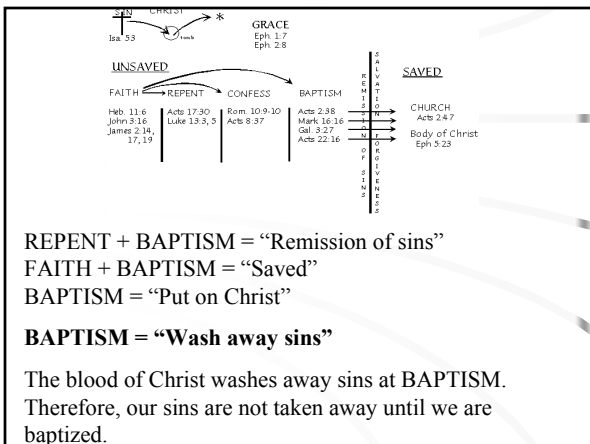 SIN CHRIST *
Isa. 53 tomb
GRACE
Eph. 1:7
Eph. 2:8
UNSAVED
SAVED
FAITH REPENT CONFESS BAPTISM
Heb. 11:6
John 3:16
James 2:14,
17, 19
Acts 17:30
Luke 13:3, 5
Rom. 10:9-10
Acts 8:37
Acts 2:38
Mark 16:16
Gal. 3:27
Acts 22:16
REMISSION OF SINS
SALVATION FORGIVENESS
CHURCH
Acts 2:47
Body of Christ
Eph 5:23
REPENT + BAPTISM = “Remission of sins”
FAITH + BAPTISM = “Saved”
BAPTISM = “Put on Christ”
BAPTISM = “Wash away sins”
The blood of Christ washes away sins at BAPTISM.
Therefore, our sins are not taken away until we are
baptized.